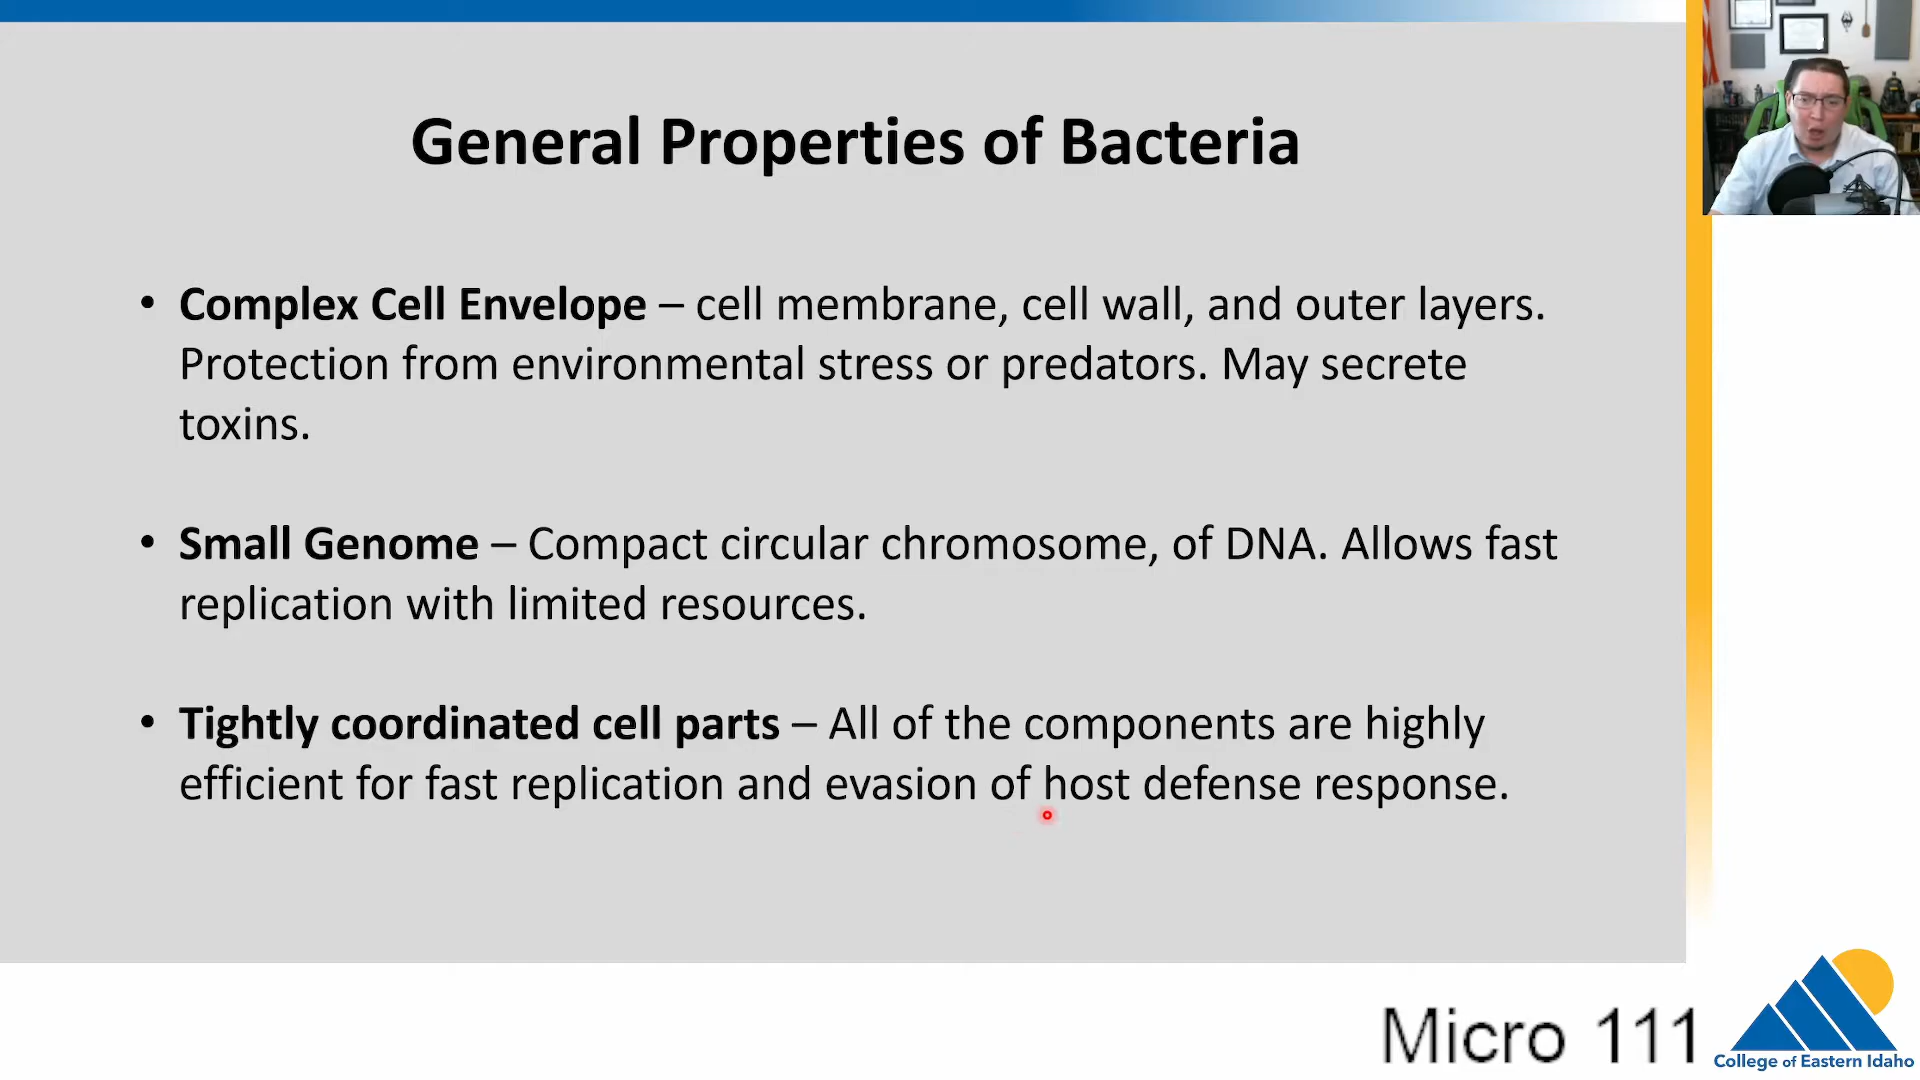 General Properties of Bacteria
• Complex Cell Envelope – cell membrane, cell wall, and outer layers.
Protection from environmental stress or predators. May secrete
toxins.
• Small Genome – Compact circular chromosome, of DNA. Allows fast
replication with limited resources.
• Tightly coordinated cell parts – All of the components are highly
efficient for fast replication and evasion of host defense response.
Micro 111
College of Eastern Idaho